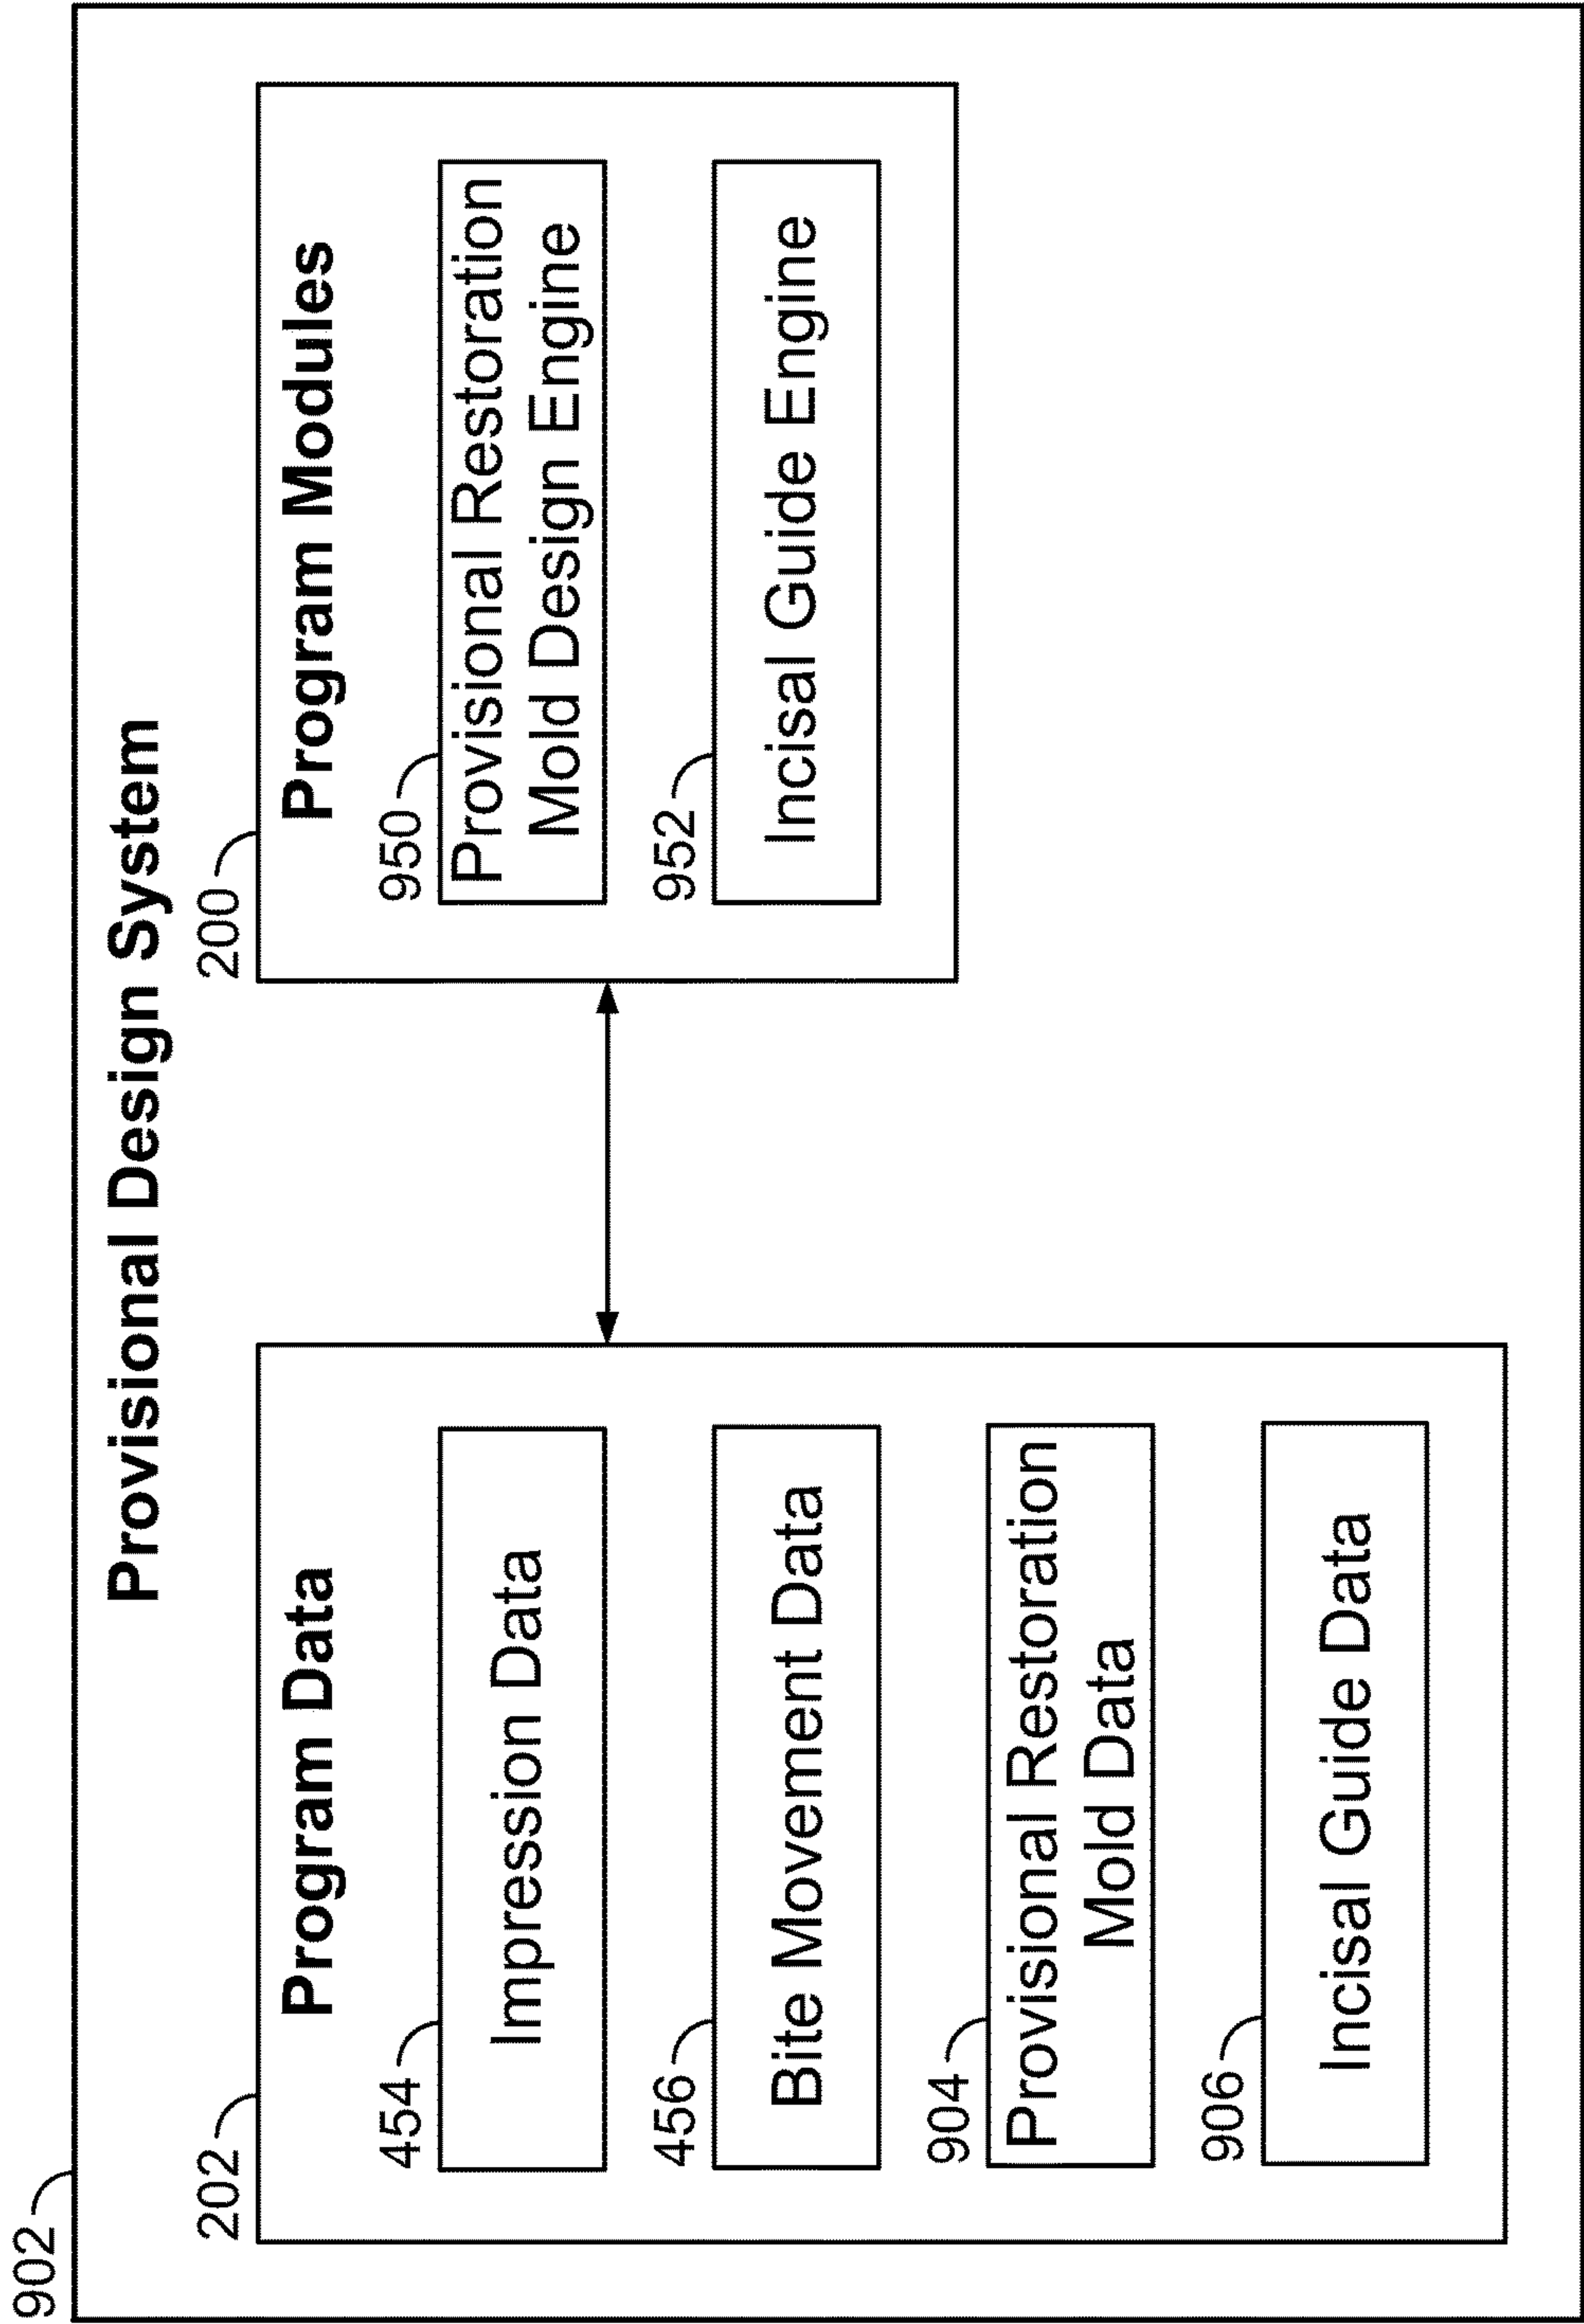 902
Provisional Design System
202
Program Data
454
Impression Data
456
Bite Movement Data
904
Provisional Restoration
Mold Data
906
Incisal Guide Data
200
Program Modules
950
Provisional Restoration
Mold Design Engine
952
Incisal Guide Engine